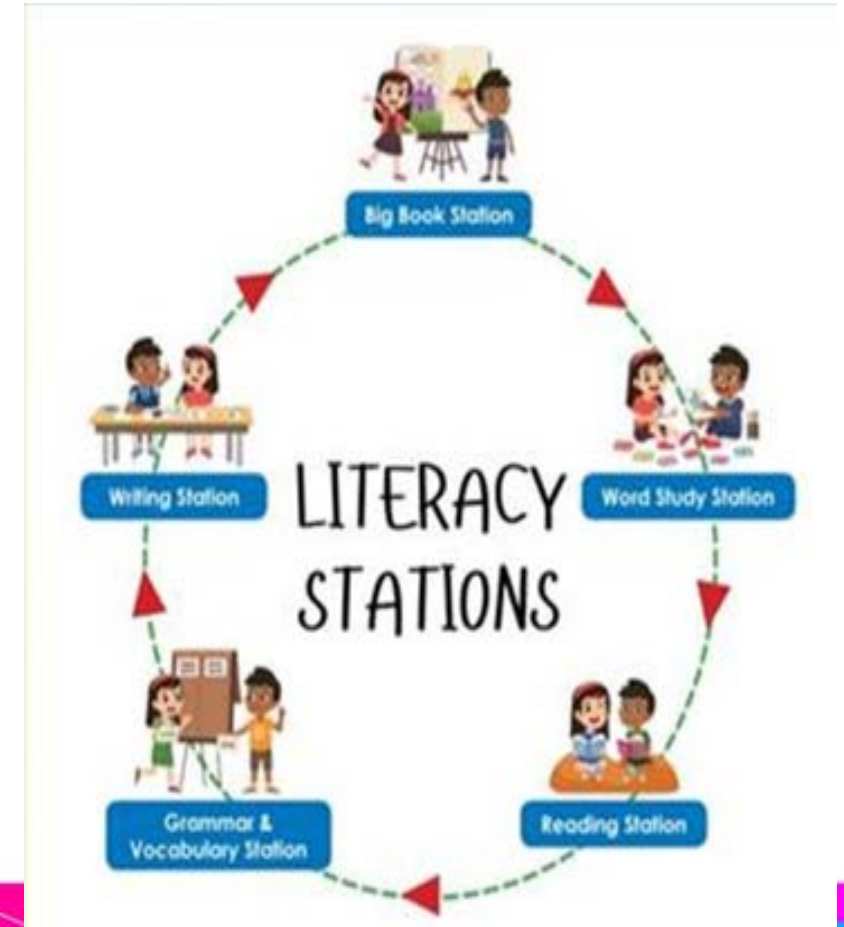 Big Book Station
Writing Station
LITERACY
STATIONS
Word Study Station
Grammar &
Vocabulary Station
Reading Station